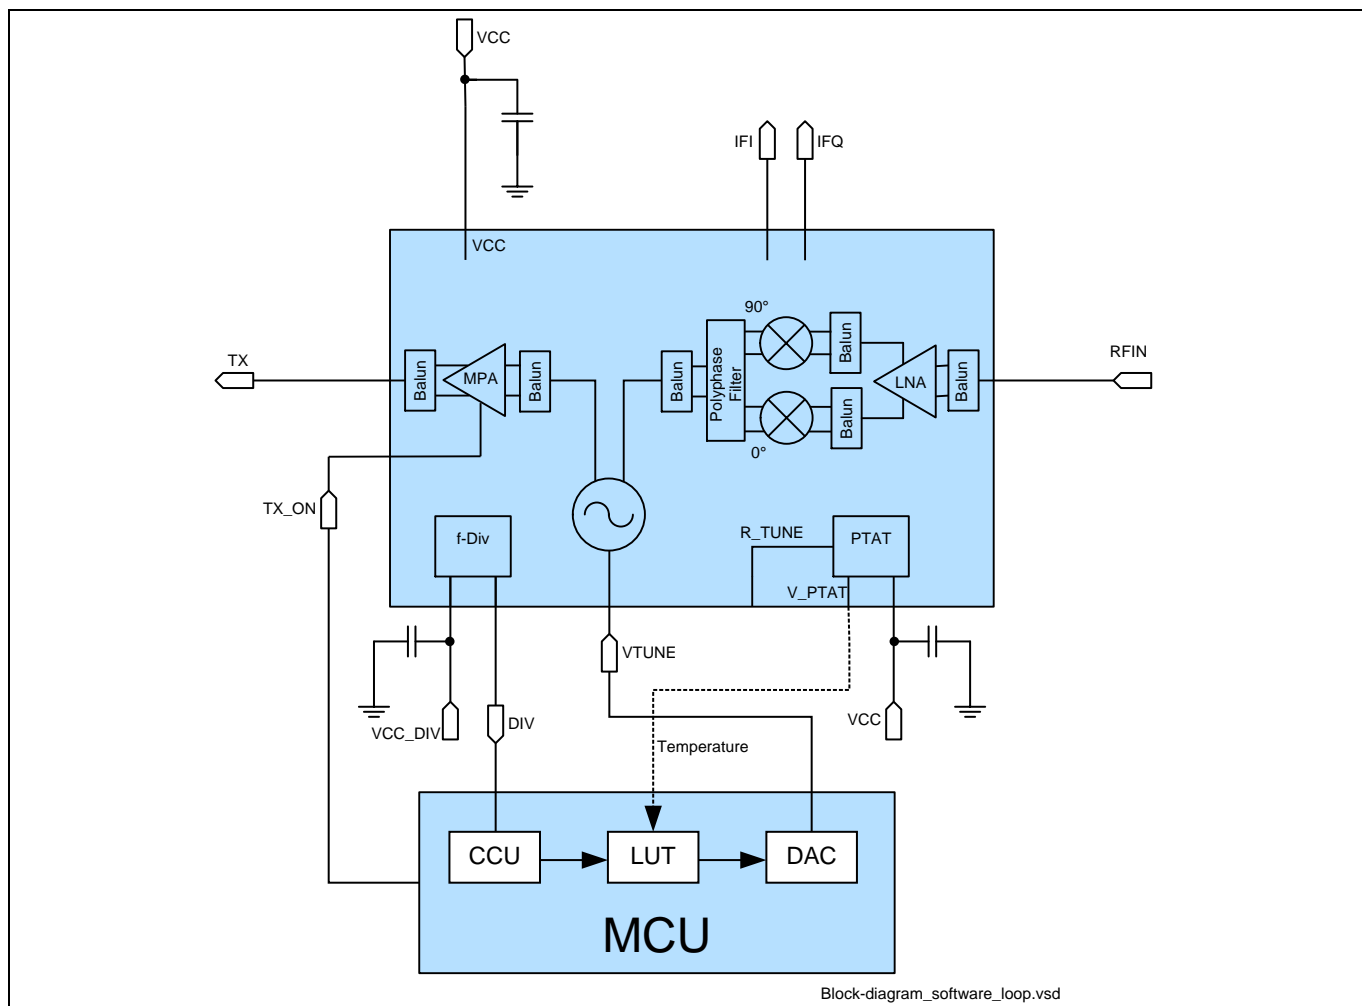 VCC
IFI
IFQ
VCC
90°
TX
Balun
MPA
Balun
Balun
Polyphase
Filter
Balun
LNA
Balun
RFIN
Balun
0°
TX_ON
f-Div
R_TUNE
PTAT
V_PTAT
VTUNE
VCC_DIV
DIV
VCC
Temperature
CCU
LUT
DAC
MCU
Block-diagram_software_loop.vsd